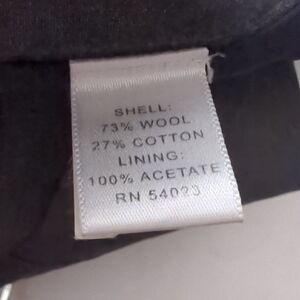 SHELL:
73% WOOL
27% COTTON
LINING:
100% ACETATE
RN 54023